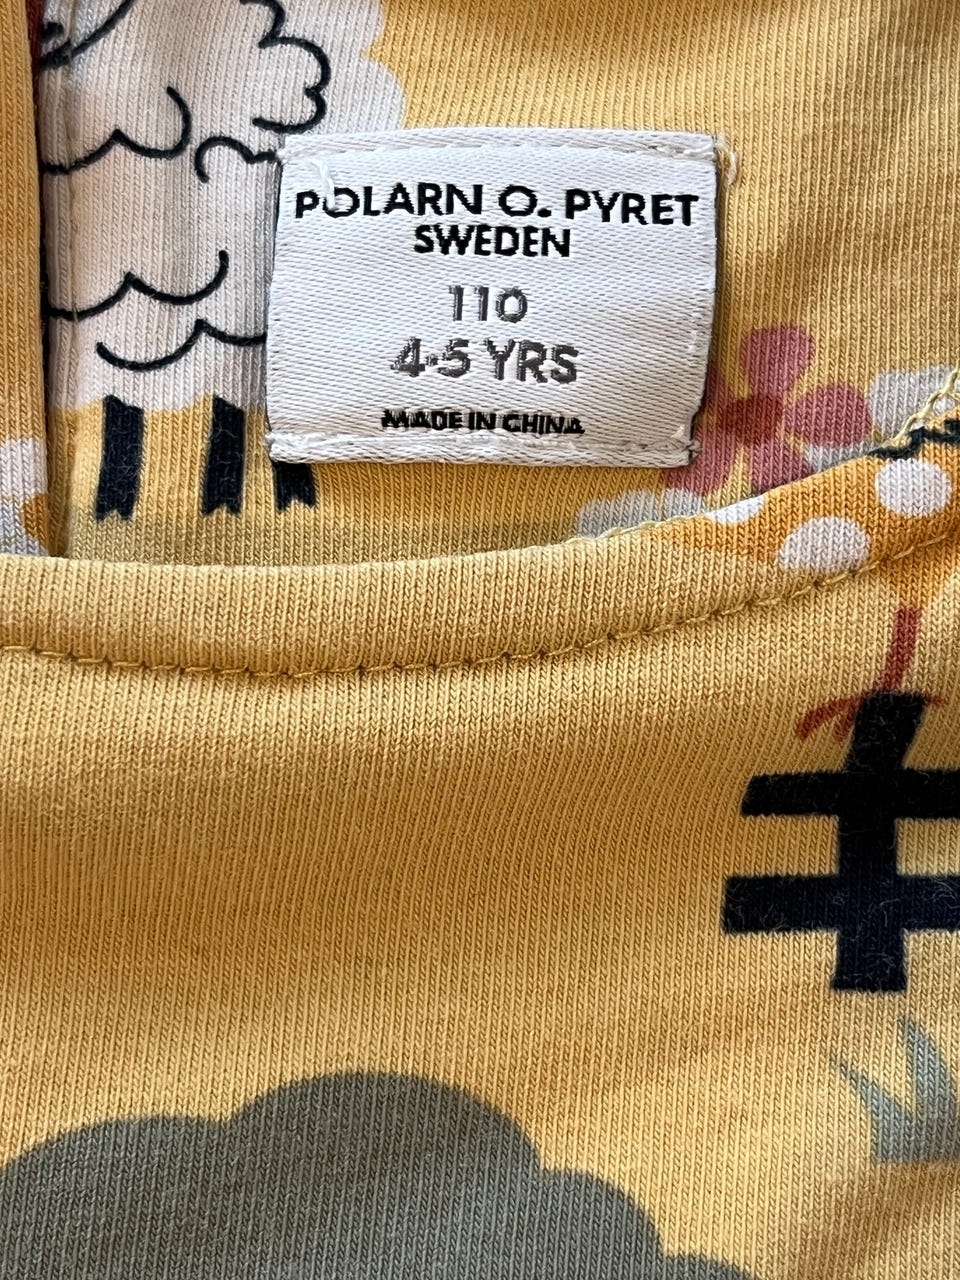 POLARN O. PYRET
SWEDEN
110
4-5 YRS
MADE IN CHINA